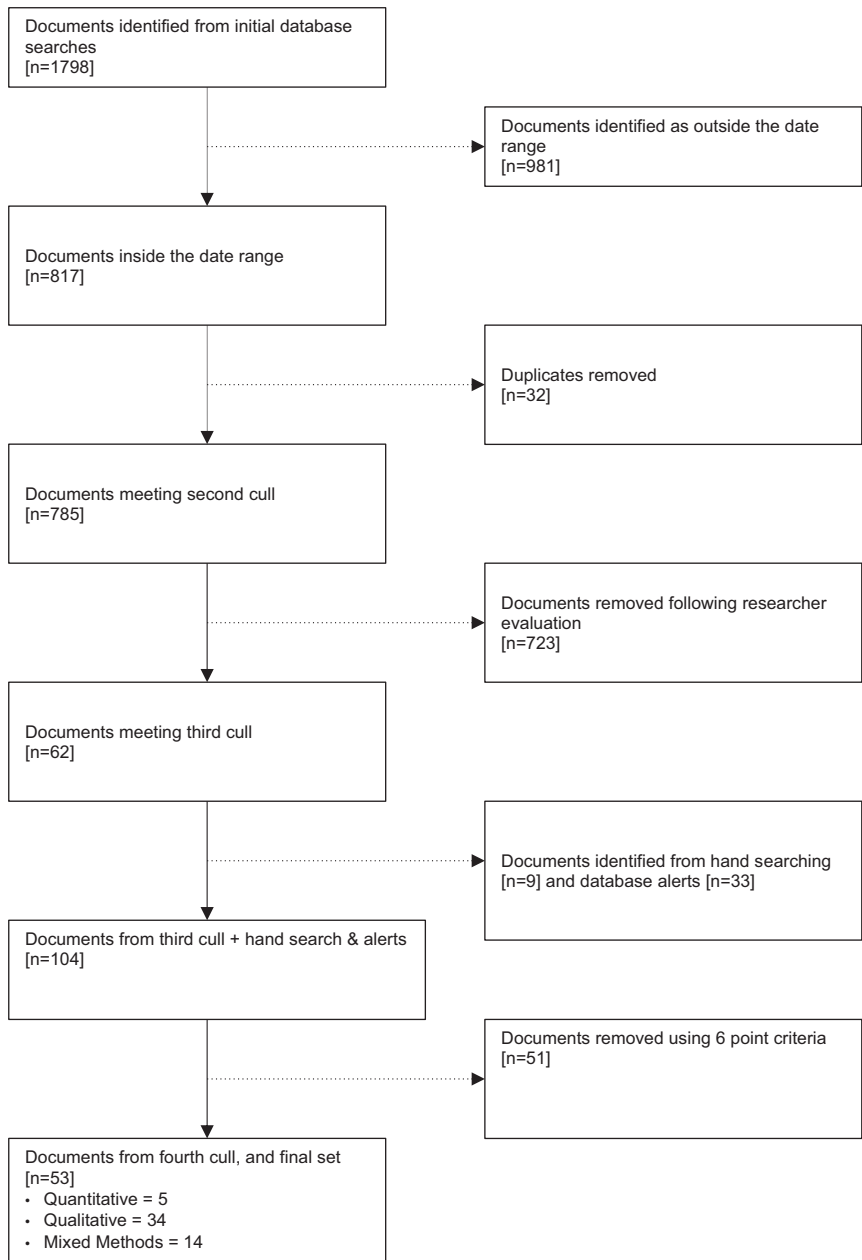 Documents identified from initial database
searches
[n=1798]
Documents identified as outside the date
range
[n=981]
Documents inside the date range
[n=817]
Duplicates removed
[n=32]
Documents meeting second cull
[n=785]
Documents removed following researcher
evaluation
[n=723]
Documents meeting third cull
[n=62]
Documents identified from hand searching
[n=9] and database alerts [n=33]
Documents from third cull + hand search & alerts
[n=104]
Documents removed using 6 point criteria
[n=51]
Documents from fourth cull, and final set
[n=53]
• Quantitative = 5
• Qualitative = 34
• Mixed Methods = 14